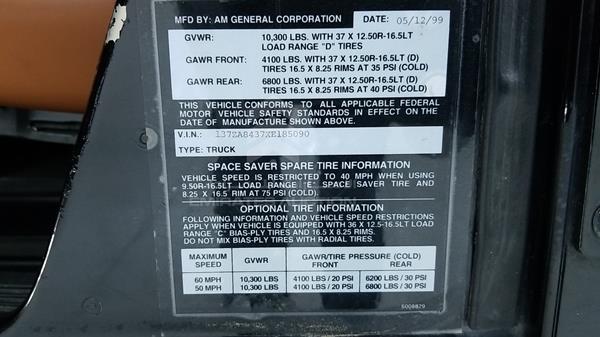 MFD BY: AM GENERAL CORPORATION DATE: 05/12/99
GVWR: 10,300 LBS. WITH 37 X 12.50R-16.5LT
LOAD RANGE "D" TIRES
GAWR FRONT: 4100 LBS. WITH 37 X 12.50R-16.5LT (D)
TIRES 16.5 X 8.25 RIMS AT 35 PSI (COLD)
GAWR REAR: 6800 LBS. WITH 37 X 12.50R-16.5LT (D)
TIRES 16.5 X 8.25 RIMS AT 40 PSI (COLD)
THIS VEHICLE CONFORMS TO ALL APPLICABLE FEDERAL
MOTOR VEHICLE SAFETY STANDARDS IN EFFECT ON THE
DATE OF MANUFACTURE SHOWN ABOVE.
V.I.N.: 137ZA8437XE185090
TYPE: TRUCK
SPACE SAVER SPARE TIRE INFORMATION
VEHICLE SPEED IS RESTRICTED TO 40 MPH WHEN USING
9.50R-16.5LT LOAD RANGE "E" SPACE SAVER TIRE AND
8.25 X 16.5 RIM AT 75 PSI (COLD).
OPTIONAL TIRE INFORMATION
FOLLOWING INFORMATION AND VEHICLE SPEED RESTRICTIONS
APPLY WHEN VEHICLE IS EQUIPPED WITH 36 X 12.5-16.5LT LOAD
RANGE "C" BIAS-PLY TIRES AND 16.5 X 8.25 RIMS.
DO NOT MIX BIAS-PLY TIRES WITH RADIAL TIRES.
MAXIMUM SPEED GVWR GAWR/TIRE PRESSURE (COLD) FRONT REAR
60 MPH 10,300 LBS 4100 LBS / 20 PSI 6200 LBS / 30 PSI
50 MPH 10,300 LBS 4100 LBS / 20 PSI 6800 LBS / 30 PSI